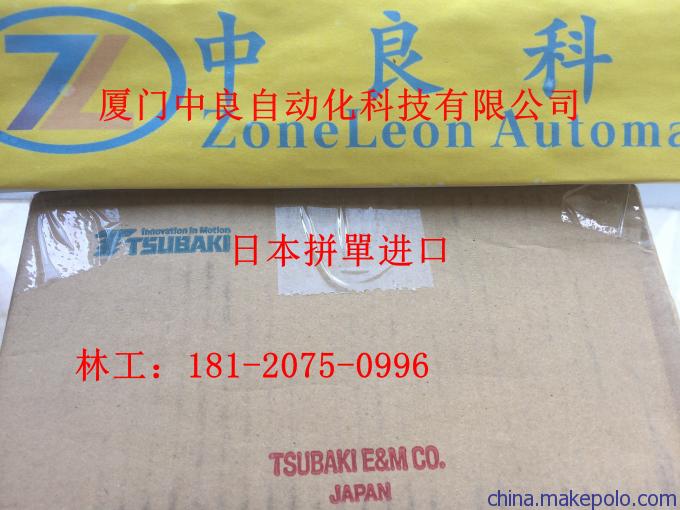 中良科
厦门中良自动化科技有限公司
ZL
ZoneLeon Automa
Innovation in Motion
TSUBAKI
日本拼單进口
林工：181-2075-0996
TSUBAKI E&M CO.
JAPAN
china.makepolo.com